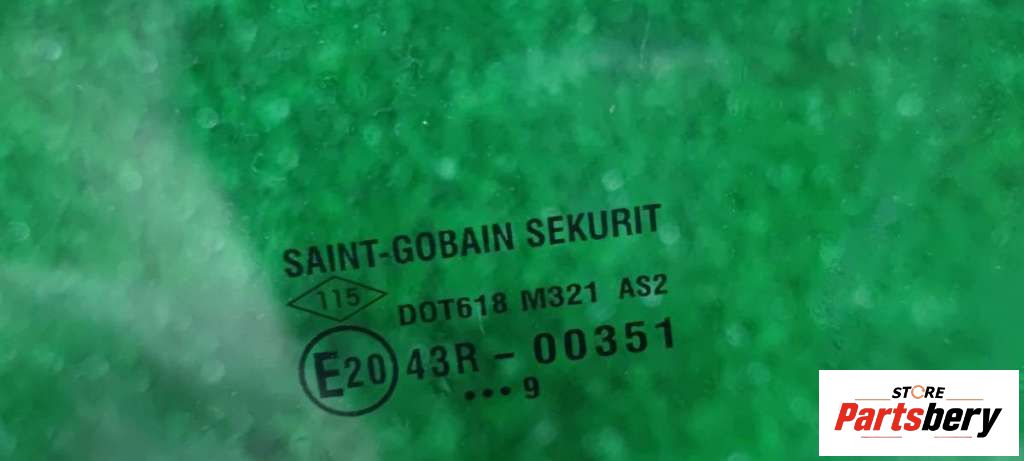 SAINT-GOBAIN SEKURIT
115
DOT618 M321 AS2
E20 43R - 00351
••• 9
STORE
Partsbery